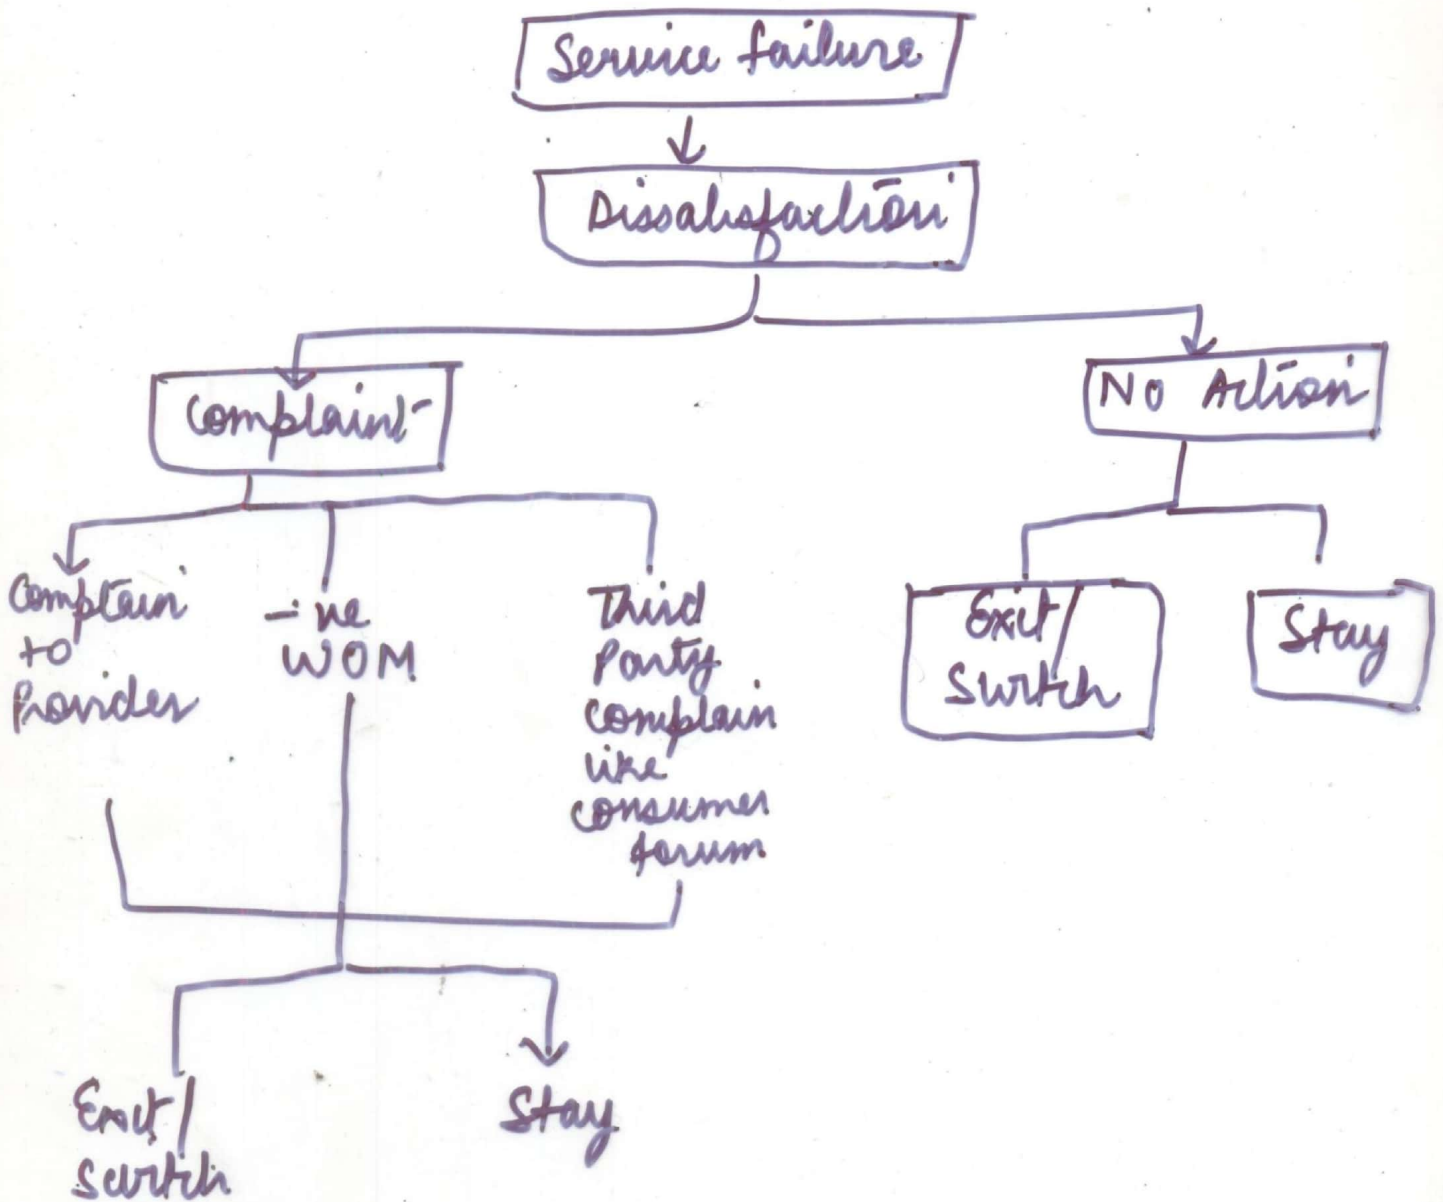 Service failure
Dissatisfaction
Complaint
No Action
Complain
to
Provider
-ive
WOM
Third
Party
complain
like
consumer
forum
Exit/
Switch
Stay
Exit/
switch
Stay